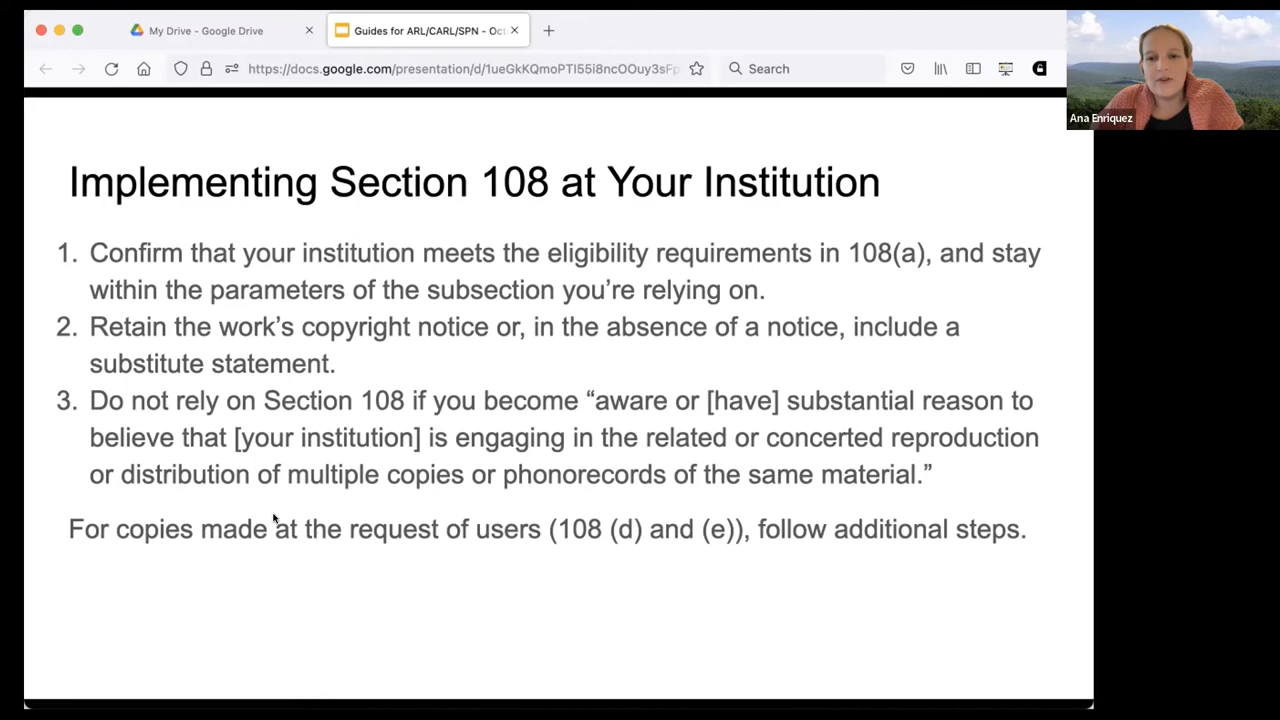 My Drive - Google Drive
Guides for ARL/CARL/SPN - Oct
https://docs.google.com/presentation/d/1ueGkKQmoPTI55i8ncOOuy3sFp
Search
Ana Enriquez
Implementing Section 108 at Your Institution
1. Confirm that your institution meets the eligibility requirements in 108(a), and stay
within the parameters of the subsection you’re relying on.
2. Retain the work’s copyright notice or, in the absence of a notice, include a
substitute statement.
3. Do not rely on Section 108 if you become “aware or [have] substantial reason to
believe that [your institution] is engaging in the related or concerted reproduction
or distribution of multiple copies or phonorecords of the same material.”
For copies made at the request of users (108 (d) and (e)), follow additional steps.